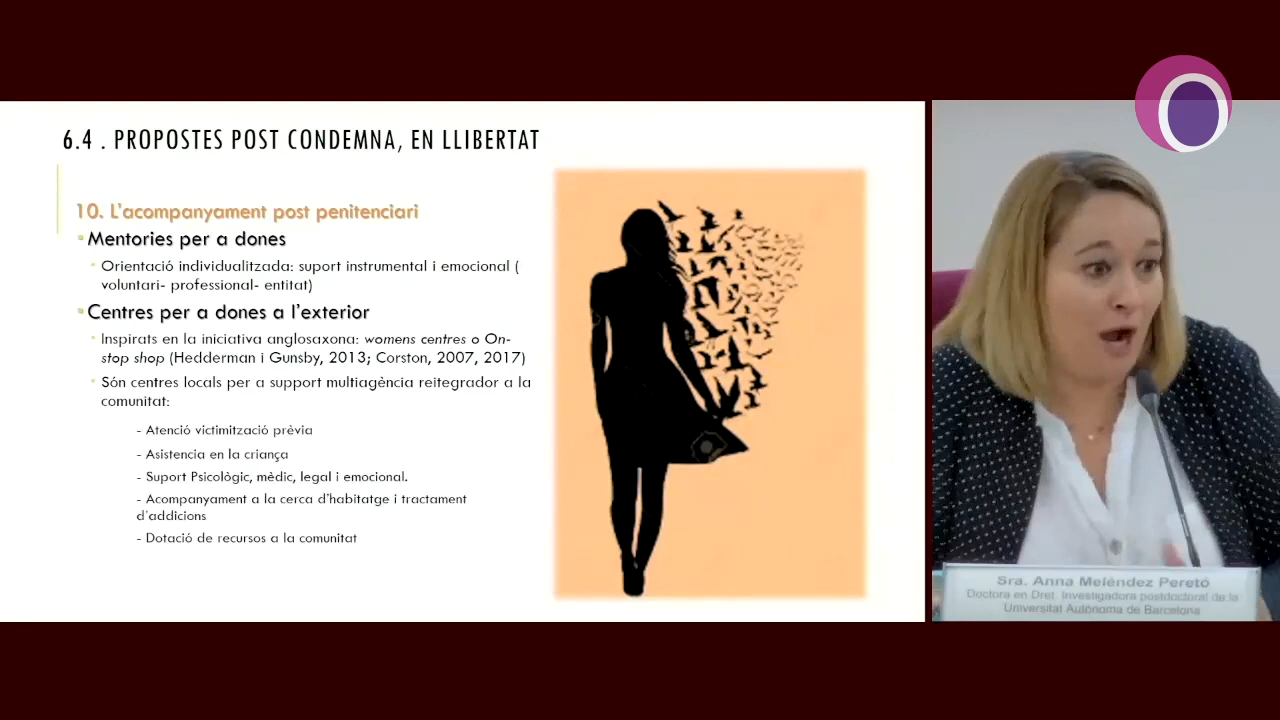 6.4 . PROPOSTES POST CONDEMNA, EN LLIBERTAT
10. L'acompanyament post penitenciari
Mentories per a dones
Orientació individualitzada: suport instrumental i emocional (
voluntari- professional- entitat)
Centres per a dones a l'exterior
Inspirats en la iniciativa anglosaxona: womens centres o On-
stop shop (Hedderman i Gunsby, 2013; Corston, 2007, 2017)
Són centres locals per a support multiagència reitegrador a la
comunitat:
- Atenció victimització prèvia
- Asistencia en la criança
- Suport Psicològic, mèdic, legal i emocional.
- Acompanyament a la cerca d'habitatge i tractament
d'addicions
- Dotació de recursos a la comunitat
Sra. Anna Meléndez Peretó
Doctora en Dret. Investigadora postdoctoral de la
Universitat Autònoma de Barcelona